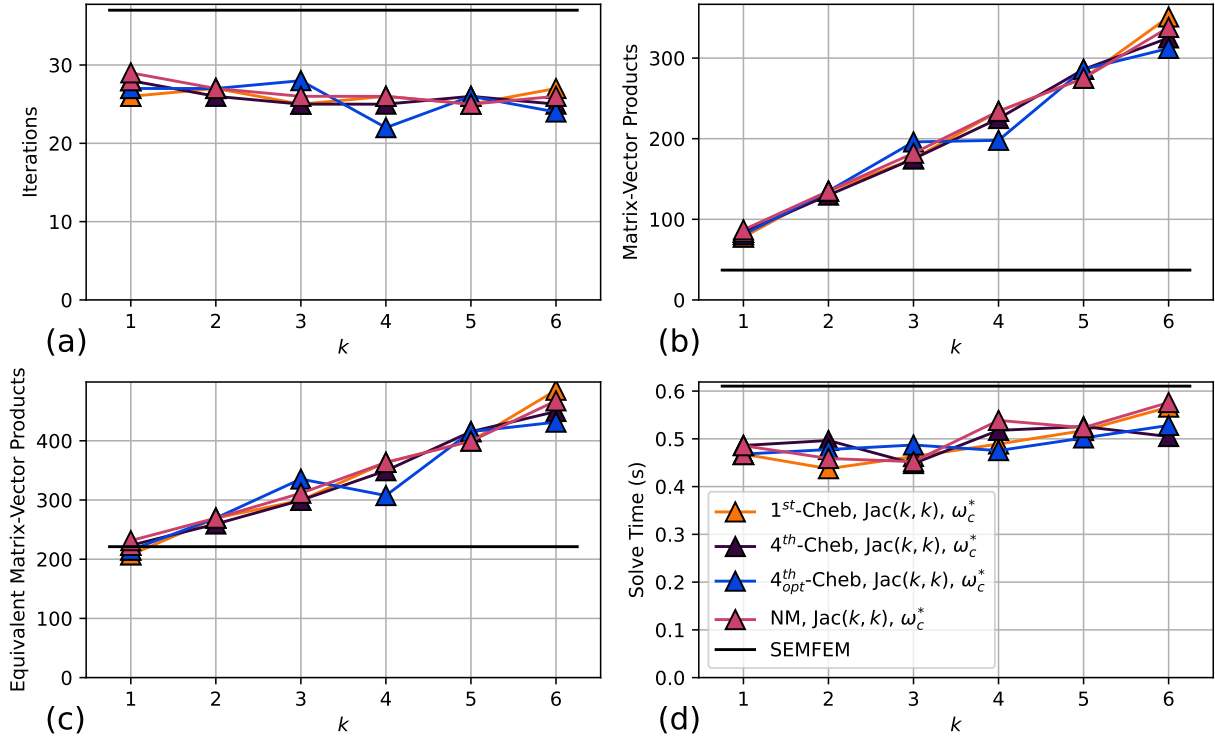 30
20
10
0
Iterations
1 2 3 4 5 6
(a)
k
300
200
100
0
Matrix-Vector Products
1 2 3 4 5 6
(b)
k
400
300
200
100
0
Equivalent Matrix-Vector Products
1 2 3 4 5 6
(c)
k
0.6
0.5
0.4
0.3
0.2
0.1
0.0
Solve Time (s)
1st-Cheb, Jac(k, k), ω*c
4th-Cheb, Jac(k, k), ω*c
4thopt-Cheb, Jac(k, k), ω*c
NM, Jac(k, k), ω*c
SEMFEM
1 2 3 4 5 6
(d)
k